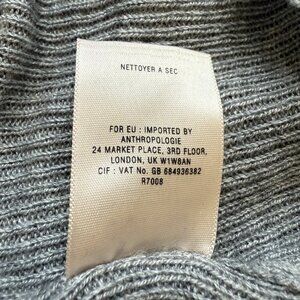 NETTOYER A SEC
FOR EU : IMPORTED BY
ANTHROPOLOGIE
24 MARKET PLACE, 3RD FLOOR,
LONDON, UK W1W8AN
CIF : VAT No. GB 684936382
R7008